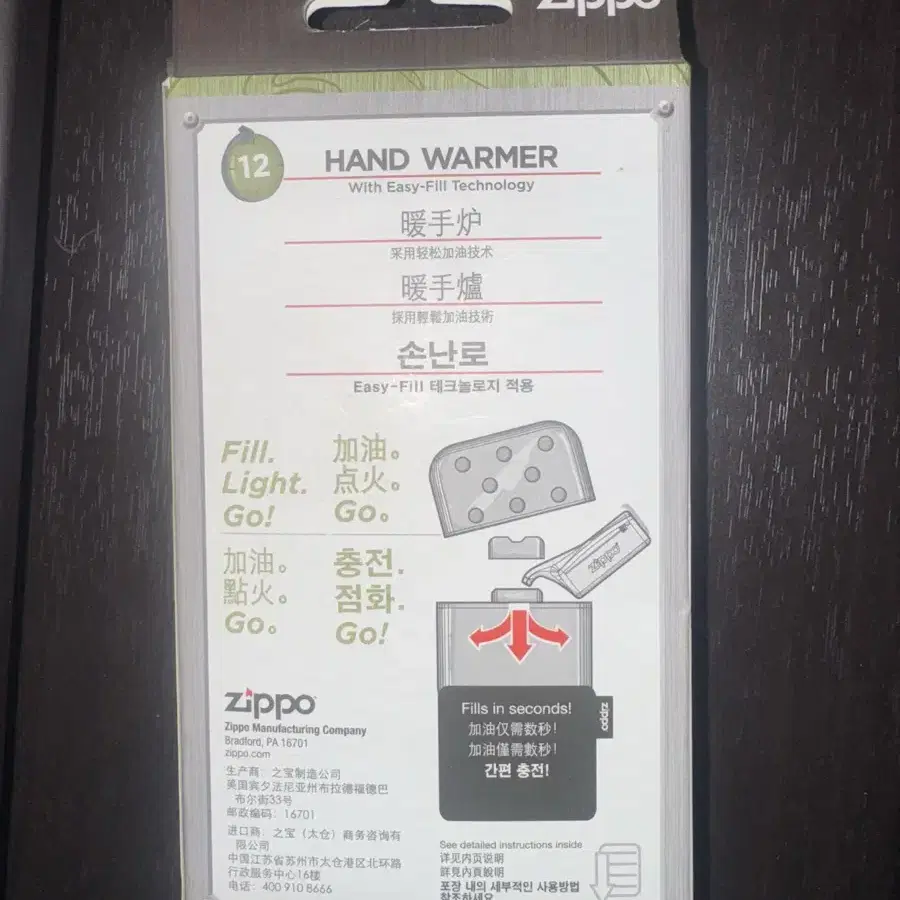 Zippo
12
HAND WARMER
With Easy-Fill Technology
暖手炉
采用轻松加油技术
暖手爐
採用輕鬆加油技術
손난로
Easy-Fill 테크놀로지 적용
Fill.
Light.
Go!
加油。
点火。
Go。
加油。
點火。
Go。
충전.
점화.
Go!
Zippo
Zippo
Fills in seconds!
加油仅需数秒!
加油僅需數秒!
간편 충전!
Zippo
Zippo Manufacturing Company
Bradford, PA 16701
zippo.com
生产商: 之宝制造公司
美国宾夕法尼亚州布拉德福德巴
布尔街33号
邮政编码: 16701
进口商: 之宝(太仓)商务咨询有
限公司
中国江苏省苏州市太仓港区北环路
行政服务中心16楼
电话: 400 910 8666
See detailed instructions inside
详见内页说明
詳見內頁說明
포장 내의 세부적인 사용방법
참조하세요